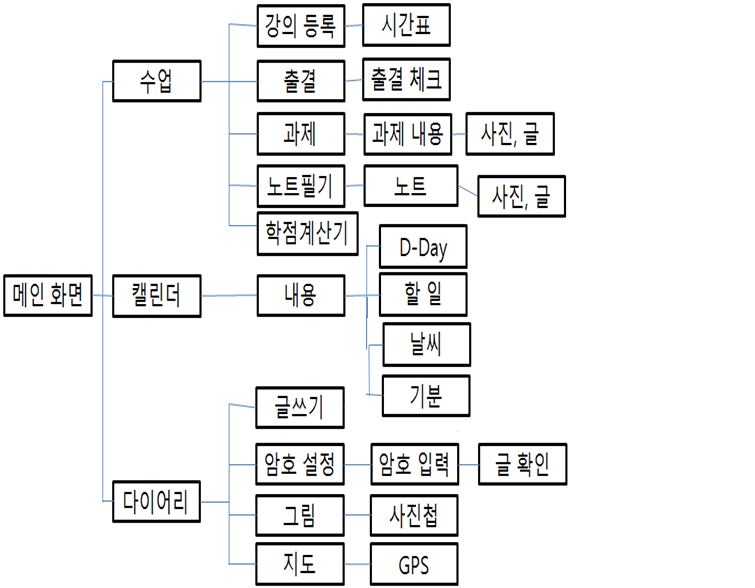 강의 등록
시간표
수업
출결
출결 체크
과제
과제 내용
사진, 글
노트필기
노트
사진, 글
학점계산기
D-Day
메인 화면
캘린더
내용
할 일
날씨
기분
글쓰기
암호 설정
암호 입력
글 확인
다이어리
그림
사진첩
지도
GPS